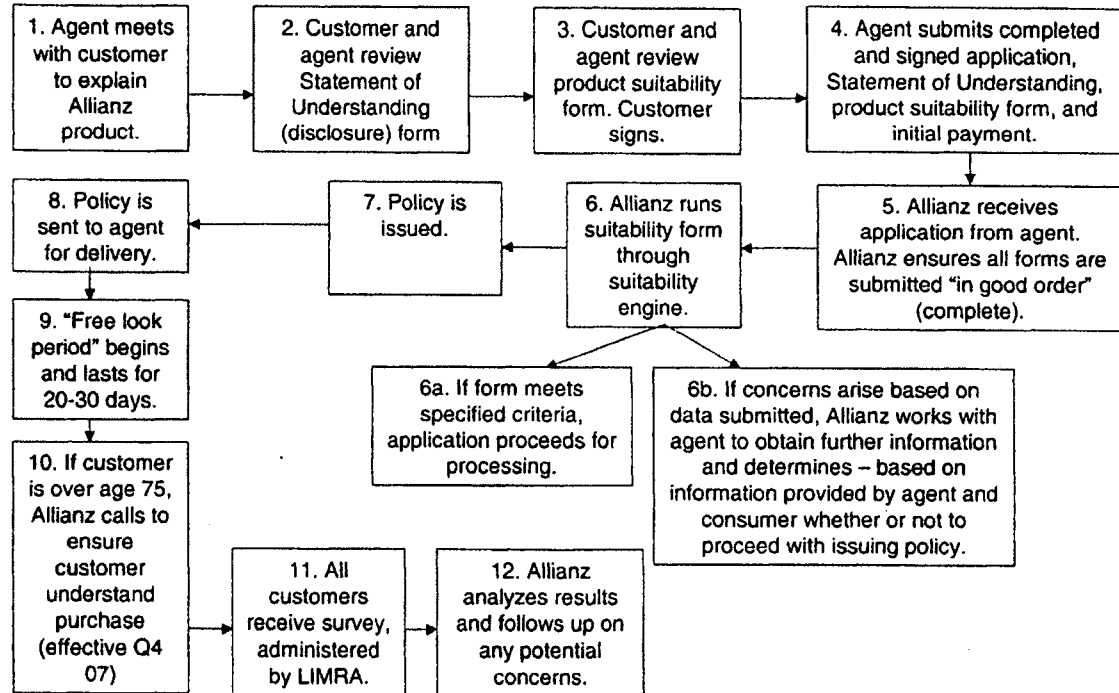 1. Agent meets
with customer
to explain
Allianz
product.
2. Customer and
agent review
Statement of
Understanding
(disclosure) form
3. Customer and
agent review
product suitability
form. Customer
signs.
4. Agent submits completed
and signed application,
Statement of Understanding,
product suitability form, and
initial payment.
5. Allianz receives
application from agent.
Allianz ensures all forms are
submitted “in good order”
(complete).
6. Allianz runs
suitability form
through
suitability
engine.
6a. If form meets
specified criteria,
application proceeds for
processing.
6b. If concerns arise based on
data submitted, Allianz works with
agent to obtain further information
and determines – based on
information provided by agent and
consumer whether or not to
proceed with issuing policy.
7. Policy is
issued.
8. Policy is
sent to agent
for delivery.
9. “Free look
period” begins
and lasts for
20-30 days.
10. If customer
is over age 75,
Allianz calls to
ensure
customer
understand
purchase
(effective Q4
07)
11. All
customers
receive survey,
administered
by LIMRA.
12. Allianz
analyzes results
and follows up on
any potential
concerns.